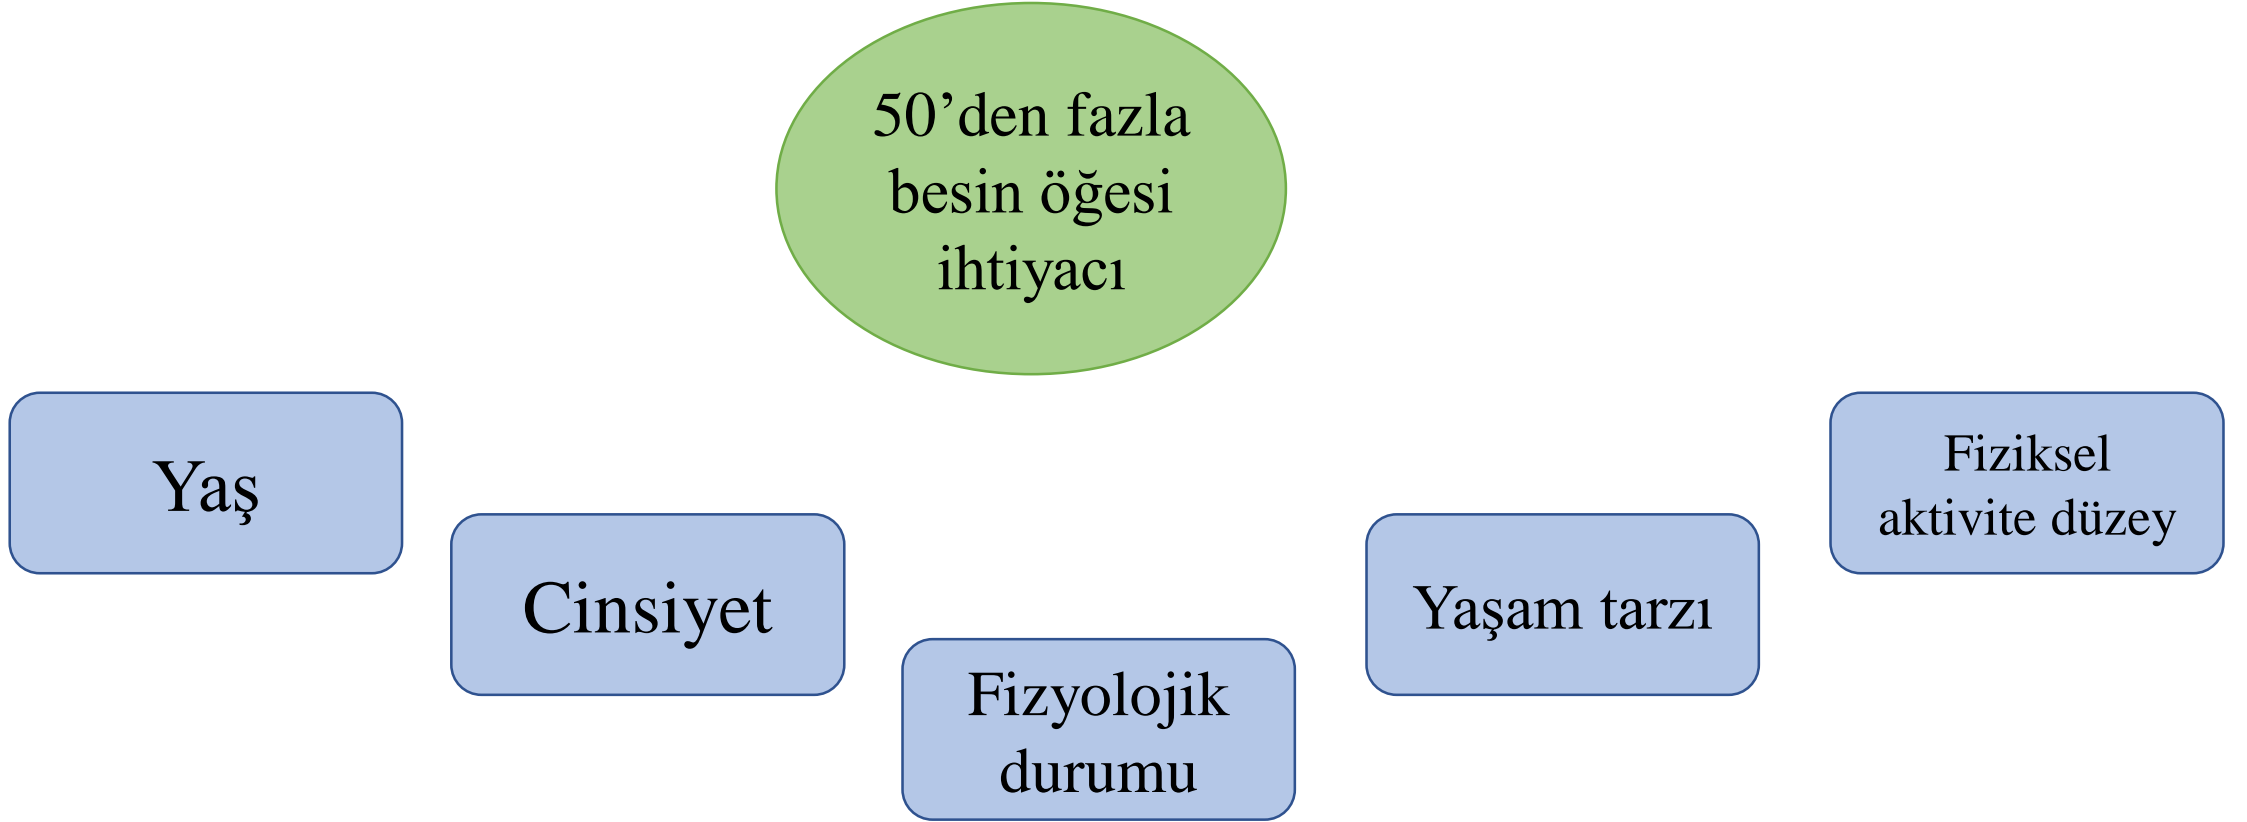 50’den fazla
besin öğesi
ihtiyacı
Yaş
Cinsiyet
Fizyolojik
durumu
Yaşam tarzı
Fiziksel
aktivite düzey